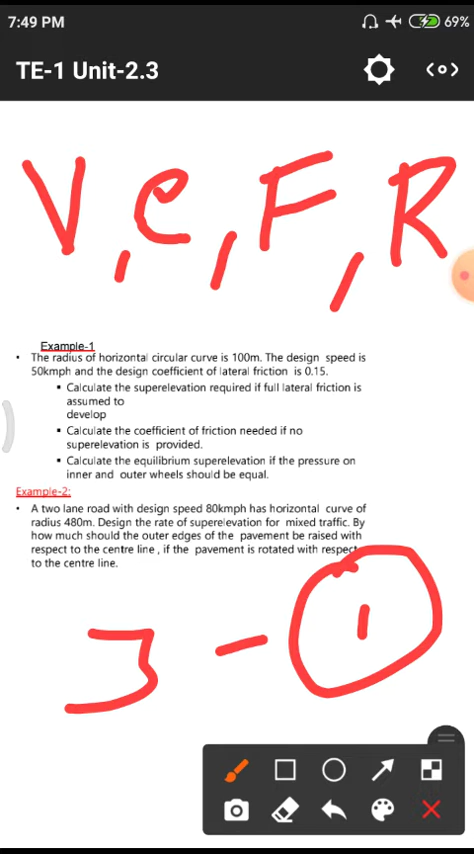 7:49 PM
69%
TE-1 Unit-2.3
V, e, F, R
Example-1
• The radius of horizontal circular curve is 100m. The design speed is
50kmph and the design coefficient of lateral friction is 0.15.
▪ Calculate the superelevation required if full lateral friction is
assumed to
develop
▪ Calculate the coefficient of friction needed if no
superelevation is provided.
▪ Calculate the equilibrium superelevation if the pressure on
inner and outer wheels should be equal.
Example-2:
• A two lane road with design speed 80kmph has horizontal curve of
radius 480m. Design the rate of superelevation for mixed traffic. By
how much should the outer edges of the pavement be raised with
respect to the centre line , if the pavement is rotated with respect
to the centre line.
3 - 1